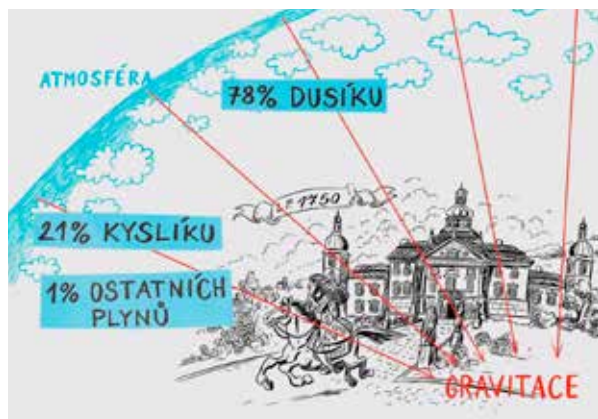 ATMOSFÉRA
78% DUSÍKU
1750
21% KYSLÍKU
1% OSTATNÍCH
PLYNŮ
GRAVITACE